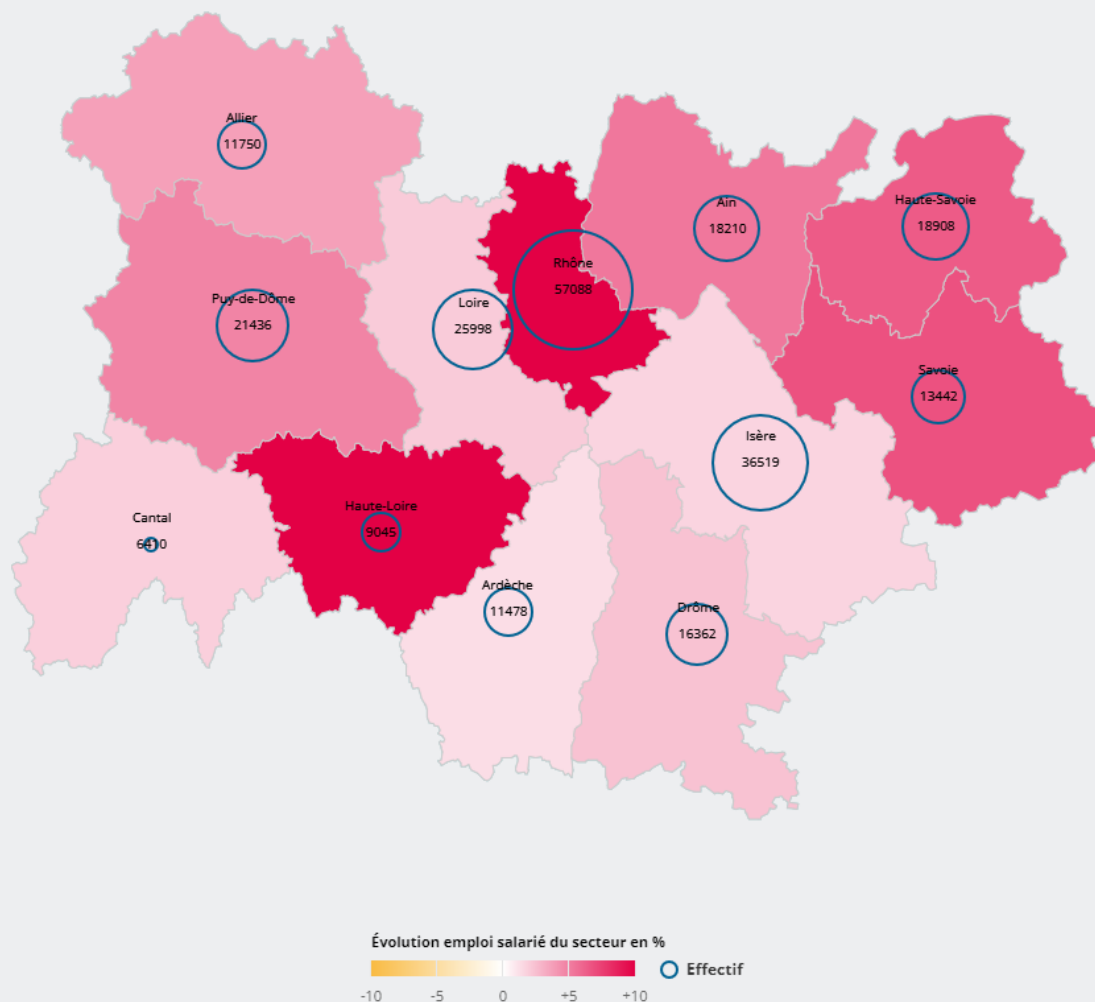 Allier
11750
Ain
18210
Haute-Savoie
18908
Rhône
57088
Puy-de-Dôme
21436
Loire
25998
Savoie
13442
Isère
36519
Haute-Loire
9045
Cantal
6410
Ardèche
11478
Drôme
16362
Évolution emploi salarié du secteur en %
-10 -5 0 +5 +10
Effectif